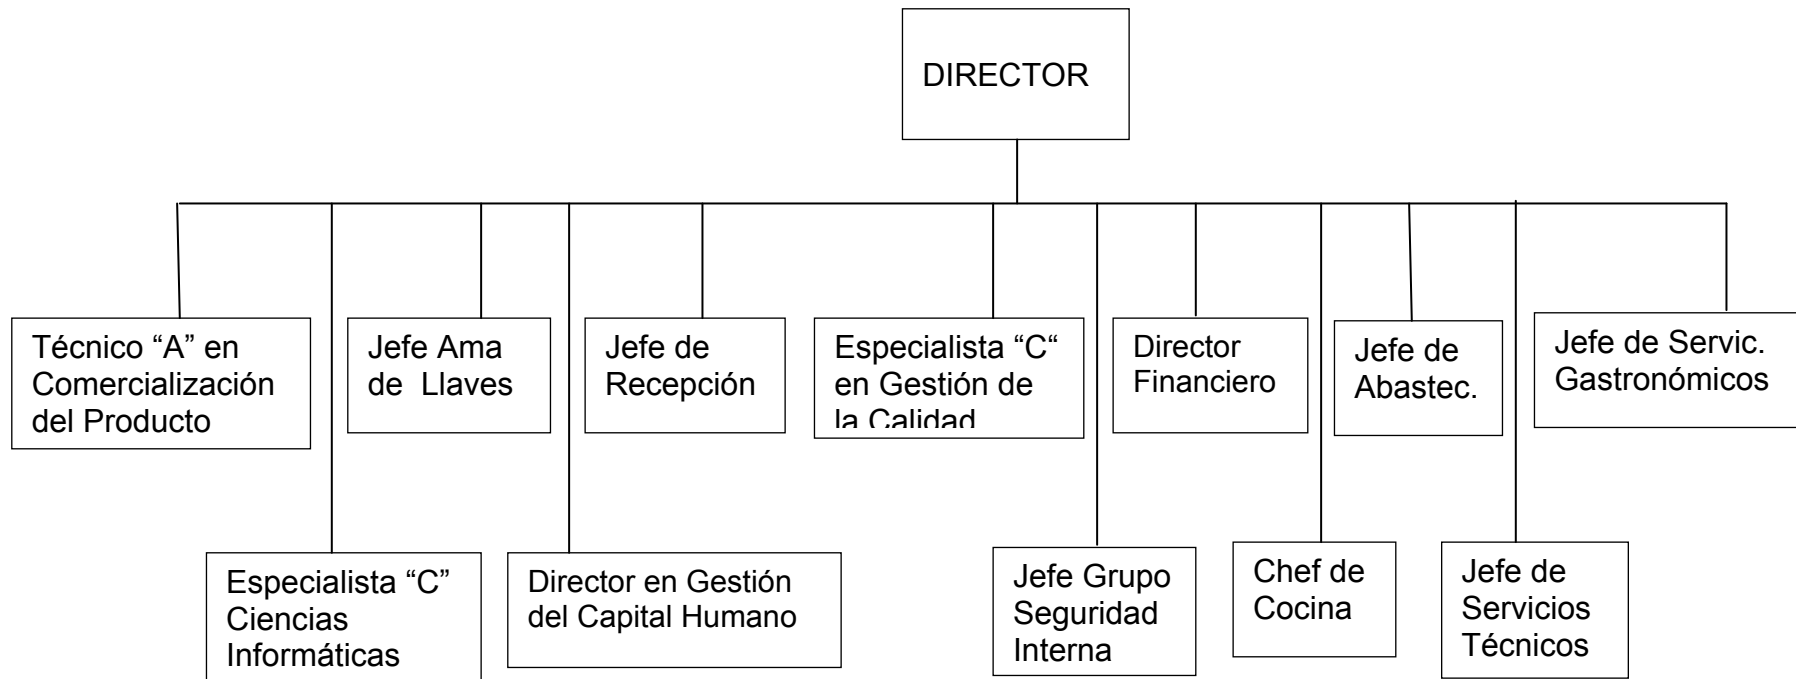 DIRECTOR
Técnico “A” en
Comercialización
del Producto
Jefe Ama
de  Llaves
Jefe de
Recepción
Especialista “C“
en Gestión de
la Calidad
Director
Financiero
Jefe de
Abastec.
Jefe de Servic.
Gastronómicos
Especialista “C”
Ciencias
Informáticas
Director en Gestión
del Capital Humano
Jefe Grupo
Seguridad
Interna
Chef de
Cocina
Jefe de
Servicios
Técnicos